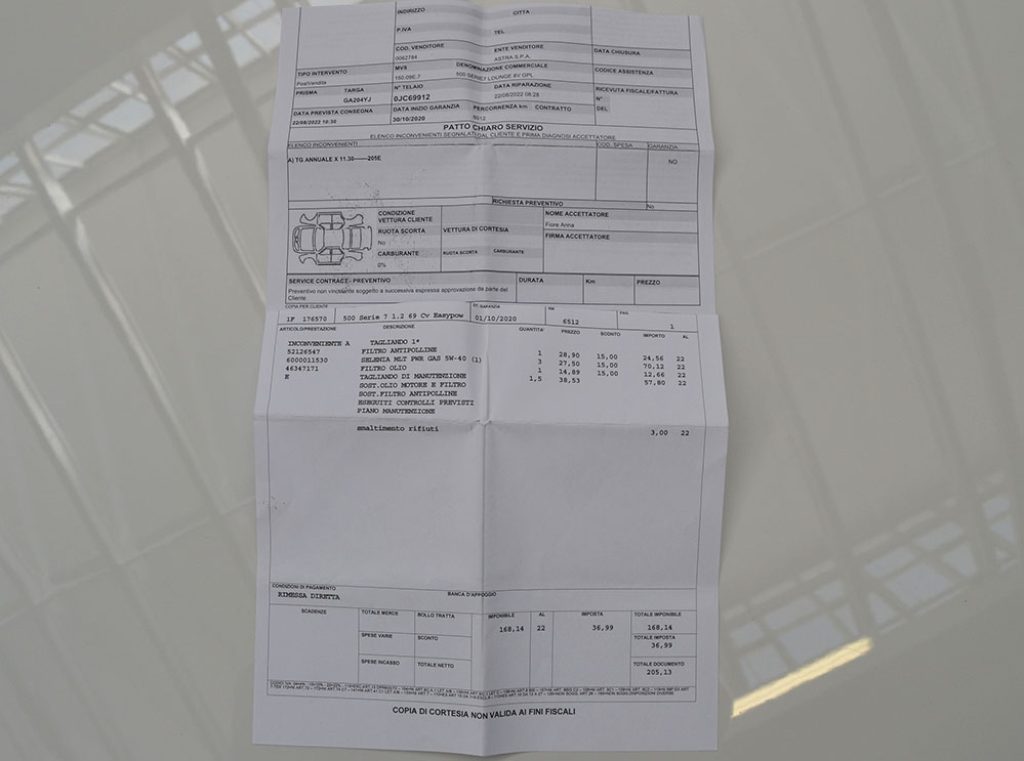 INDIRIZZO CITTA
P.IVA TEL
COD. VENDITORE ENTE VENDITORE DATA CHIUSURA
0062784 ASTRA S.P.A.
TIPO INTERVENTO MVS DENOMINAZIONE COMMERCIALE CODICE ASSISTENZA
PostVendita 150.09E.7 500 SERIE7 LOUNGE 8V GPL
PRISMA TARGA N° TELAIO DATA RIPARAZIONE RICEVUTA FISCALE/FATTURA
GA204YJ 0JC69912 22/08/2022 08:28 N°
DATA PREVISTA CONSEGNA DATA INIZIO GARANZIA PERCORRENZA km CONTRATTO DEL
22/08/2022 18:30 30/10/2020 6512
PATTO CHIARO SERVIZIO
ELENCO INCONVENIENTI SEGNALATI DAL CLIENTE E PRIMA DIAGNOSI ACCETTATORE
ELENCO INCONVENIENTI COD. SPESA GARANZIA
A) TG ANNUALE X 11.30------205E NO
RICHIESTA PREVENTIVO No
CONDIZIONE VETTURA CLIENTE NOME ACCETTATORE
RUOTA SCORTA VETTURA DI CORTESIA Fiore Anna
No FIRMA ACCETTATORE
CARBURANTE RUOTA SCORTA CARBURANTE
0%
SERVICE CONTRACT - PREVENTIVO DURATA Km PREZZO
Preventivo non vincolante soggetto a successiva espressa approvazione da parte del
Cliente
COPIA PER CLIENTE GARANZIA KM PAG.
1F 176570 500 Serie 7 1.2 69 Cv Easypow 01/10/2020 6512 1
ARTICOLO/PRESTAZIONE DESCRIZIONE QUANTITA' PREZZO SCONTO IMPORTO AL
INCONVENIENTE A TAGLIANDO 1°
52126547 FILTRO ANTIPOLLINE 1 28,90 15,00 24,56 22
6000011530 SELENIA MLT PWR GAS 5W-40 (1) 3 27,50 15,00 70,12 22
46347171 FILTRO OLIO 1 14,89 15,00 12,66 22
M TAGLIANDO DI MANUTENZIONE 1,5 38,53 57,80 22
SOST.OLIO MOTORE E FILTRO
SOST.FILTRO ANTIPOLLINE
ESEGUITI CONTROLLI PREVISTI
PIANO MANUTENZIONE
smaltimento rifiuti 3,00 22
CONDIZIONI DI PAGAMENTO BANCA D'APPOGGIO
RIMESSA DIRETTA
SCADENZE TOTALE MERCE BOLLO TRATTA IMPONIBILE AL IMPOSTA TOTALE IMPONIBILE
168,14 22 36,99 168,14
SPESE VARIE SCONTO TOTALE IMPOSTA
36,99
SPESE INCASSO TOTALE NETTO TOTALE DOCUMENTO
205,13
COPIA DI CORTESIA NON VALIDA AI FINI FISCALI